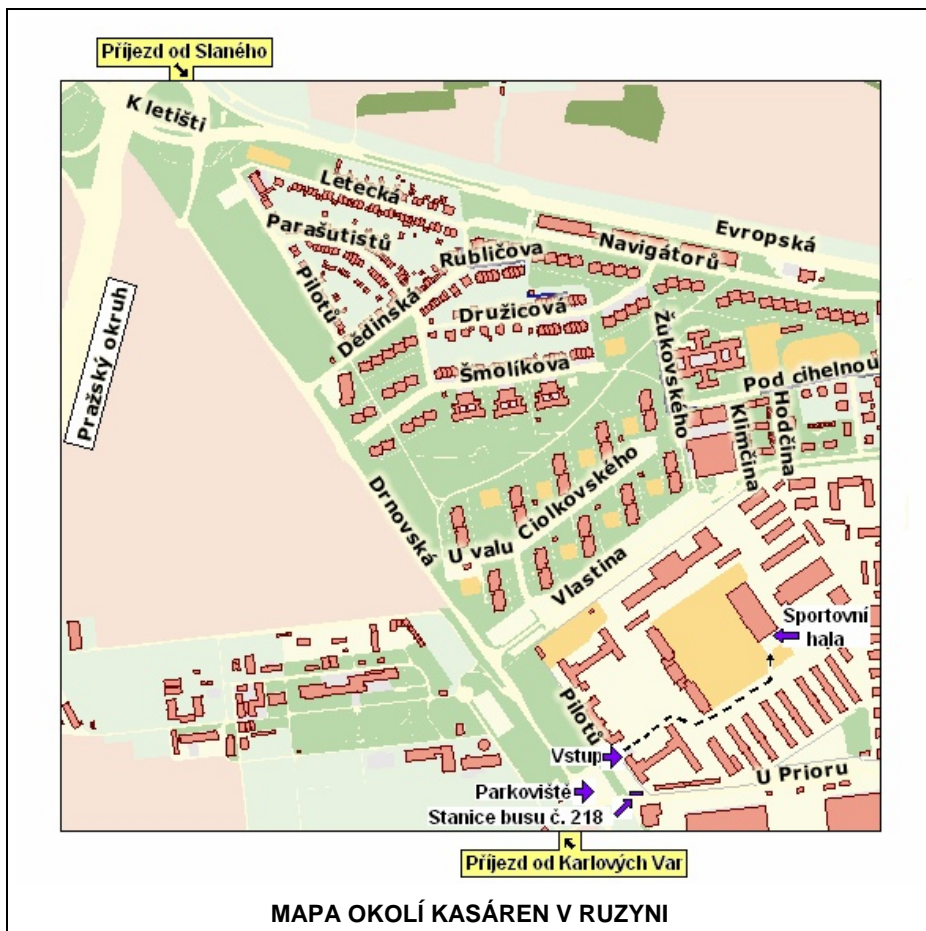 Příjezd od Slaného
K letišti
Letecká
Parašutistů
Rubličova
Navigátorů
Evropská
Pilotů
Dědinská
Družicová
Šmolíkova
Žukovského
Pod cihelnou
Klimčina
Hodčina
Pražský okruh
Drnovská
U valu
Ciolkovského
Vlastina
Sportovní
hala
Pilotů
Vstup
U Prioru
Parkoviště
Stanice busu č. 218
Příjezd od Karlových Var
MAPA OKOLÍ KASÁREN V RUZYNI